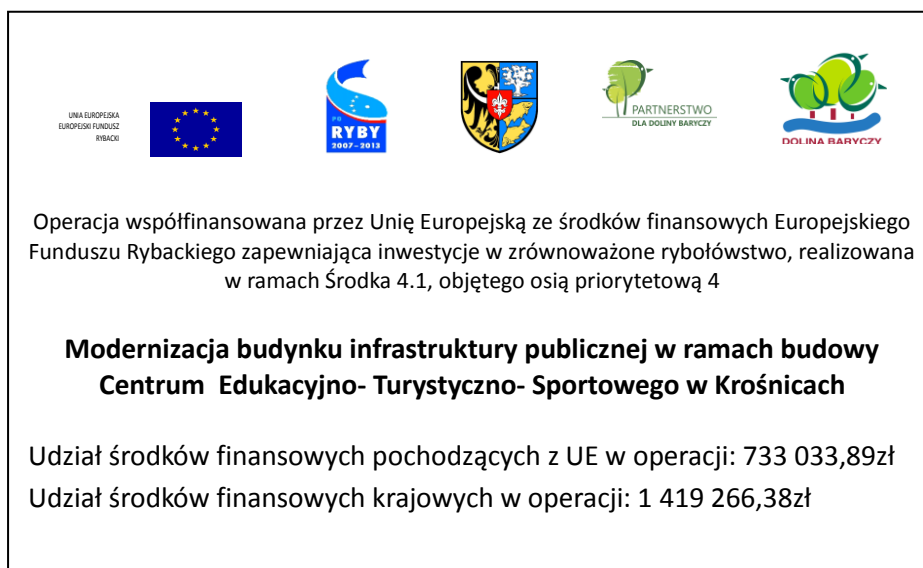 UNIA EUROPEJSKA
EUROPEJSKI FUNDUSZ
RYBACKI
PO
RYBY
2007-2013
PARTNERSTWO
DLA DOLINY BARYCZY
DOLINA BARYCZY
Operacja współfinansowana przez Unię Europejską ze środków finansowych Europejskiego
Funduszu Rybackiego zapewniająca inwestycje w zrównoważone rybołówstwo, realizowana
w ramach Środka 4.1, objętego osią priorytetową 4
Modernizacja budynku infrastruktury publicznej w ramach budowy
Centrum Edukacyjno- Turystyczno- Sportowego w Krośnicach
Udział środków finansowych pochodzących z UE w operacji: 733 033,89zł
Udział środków finansowych krajowych w operacji: 1 419 266,38zł